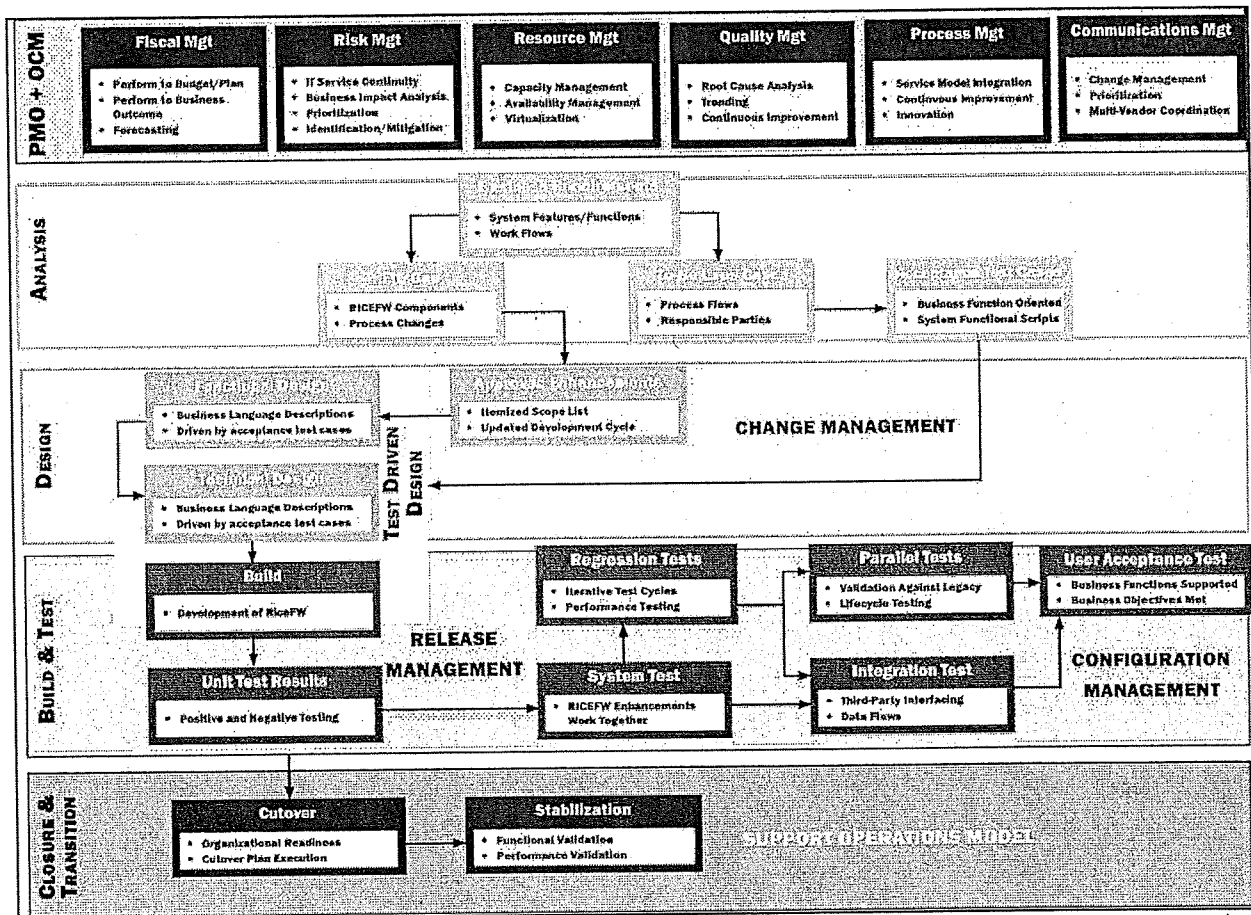 PMO + OCM
Fiscal Mgt
• Perform to Budget/Plan
• Perform to Business
Outcome
• Forecasting
Risk Mgt
• IT Service Continuity
• Business Impact Analysis
• Prioritization
• Identification/Mitigation
Resource Mgt
• Capacity Management
• Availability Management
• Virtualization
Quality Mgt
• Root Cause Analysis
• Trending
• Continuous Improvement
Process Mgt
• Service Model Integration
• Continuous Improvement
• Innovation
Communications Mgt
• Change Management
• Prioritization
• Multi-Vendor Coordination
ANALYSIS
• System Features/Functions
• Work Flows
• RICEFW Components
• Process Changes
• Process Flows
• Responsible Parties
• Business Function Oriented
• System Functional Scripts
DESIGN
Functional Design
• Business Language Descriptions
• Driven by acceptance test cases
Approved Enhancements
• Itemized Scope List
• Updated Development Cycle
CHANGE MANAGEMENT
TEST DRIVEN
DESIGN
Technical Design
• Business Language Descriptions
• Driven by acceptance test cases
BUILD & TEST
Build
• Development of RiceFW
Regression Tests
• Iterative Test Cycles
• Performance Testing
Parallel Tests
• Validation Against Legacy
• Lifecycle Testing
User Acceptance Test
• Business Functions Supported
• Business Objectives Met
RELEASE
MANAGEMENT
Unit Test Results
• Positive and Negative Testing
System Test
• RICEFW Enhancements
Work Together
Integration Test
• Third-Party Interfacing
• Data Flows
CONFIGURATION
MANAGEMENT
CLOSURE &
TRANSITION
Cutover
• Organizational Readiness
• Cutover Plan Execution
Stabilization
• Functional Validation
• Performance Validation
SUPPORT OPERATIONS MODEL